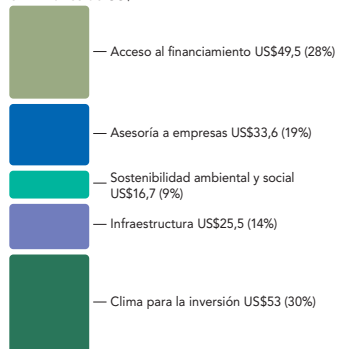 Acceso al financiamiento US$49,5 (28%)
Asesoría a empresas US$33,6 (19%)
Sostenibilidad ambiental y social
US$16,7 (9%)
Infraestructura US$25,5 (14%)
Clima para la inversión US$53 (30%)